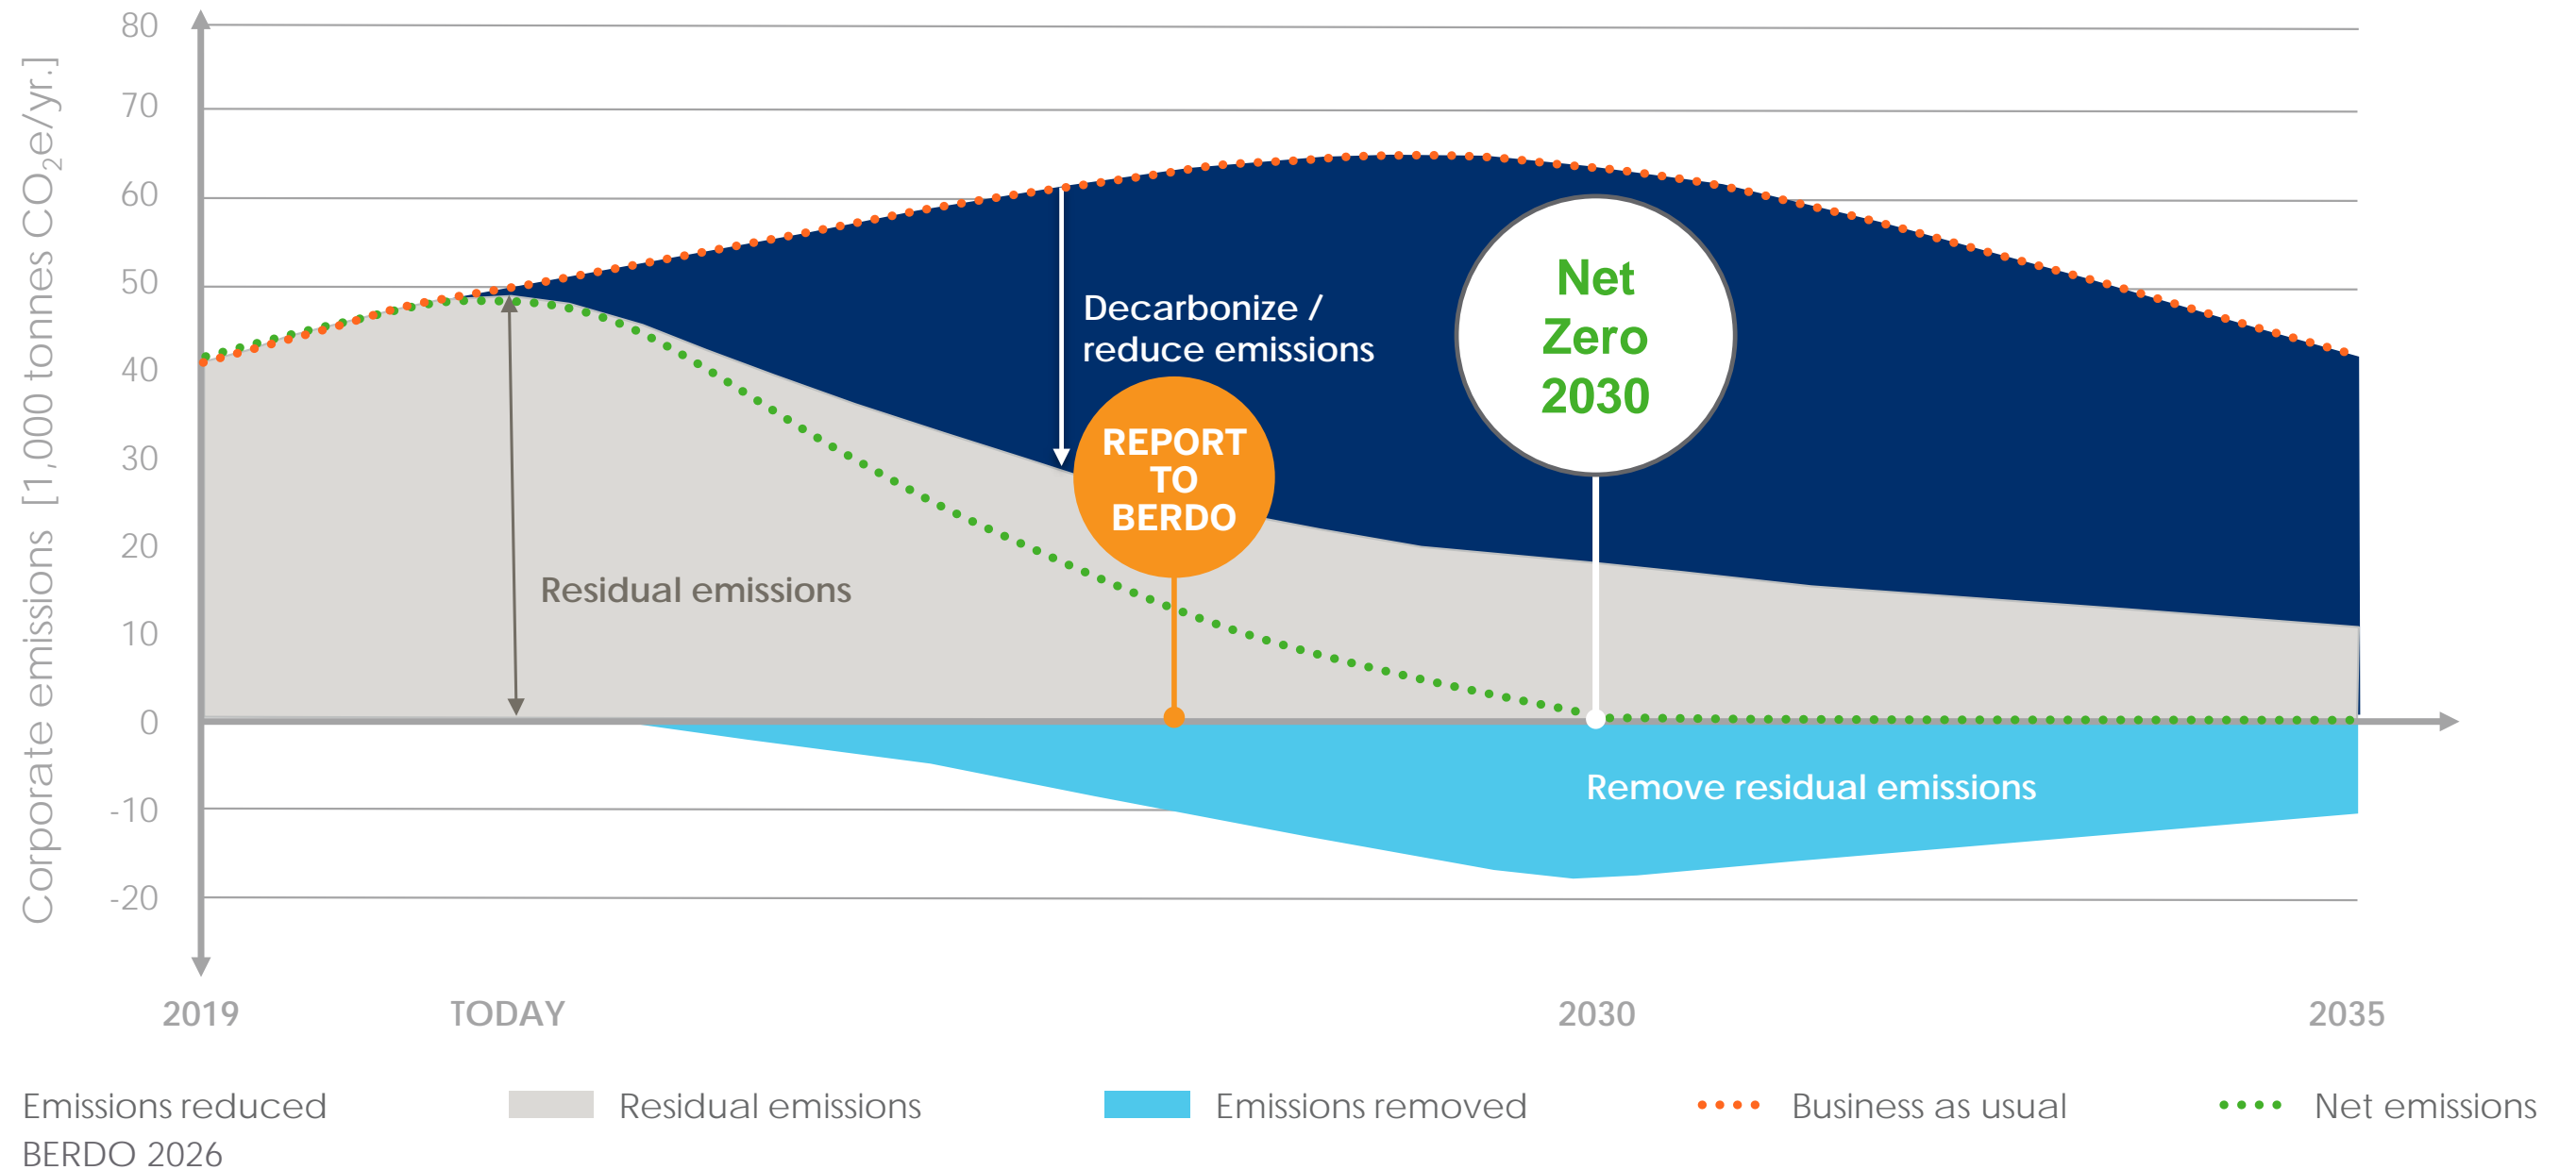 Corporate emissions [1,000 tonnes CO₂e/yr.]
80
70
60
50
40
30
20
10
0
-10
-20
Decarbonize /
reduce emissions
Net
Zero
2030
REPORT
TO
BERDO
Residual emissions
Remove residual emissions
2019 TODAY 2030 2035
Emissions reduced Residual emissions Emissions removed Business as usual Net emissions
BERDO 2026